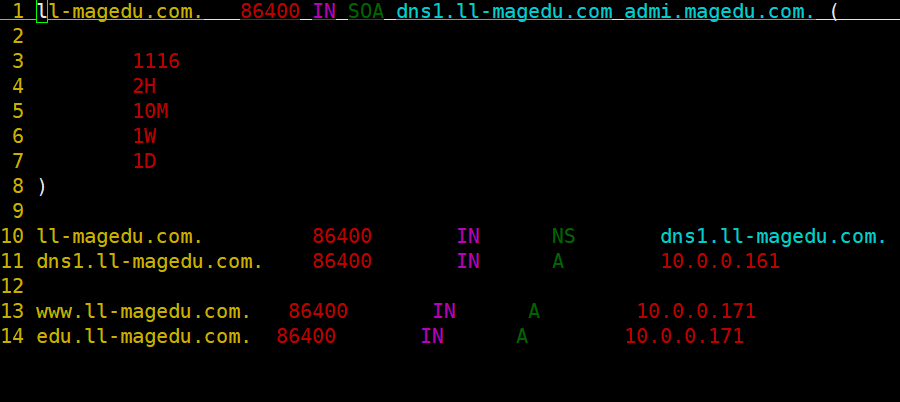 1 ll-magedu.com. 86400 IN SOA dns1.ll-magedu.com admi.magedu.com. (
2
3 1116
4 2H
5 10M
6 1W
7 1D
8 )
9
10 ll-magedu.com. 86400 IN NS dns1.ll-magedu.com.
11 dns1.ll-magedu.com. 86400 IN A 10.0.0.161
12
13 www.ll-magedu.com. 86400 IN A 10.0.0.171
14 edu.ll-magedu.com. 86400 IN A 10.0.0.171